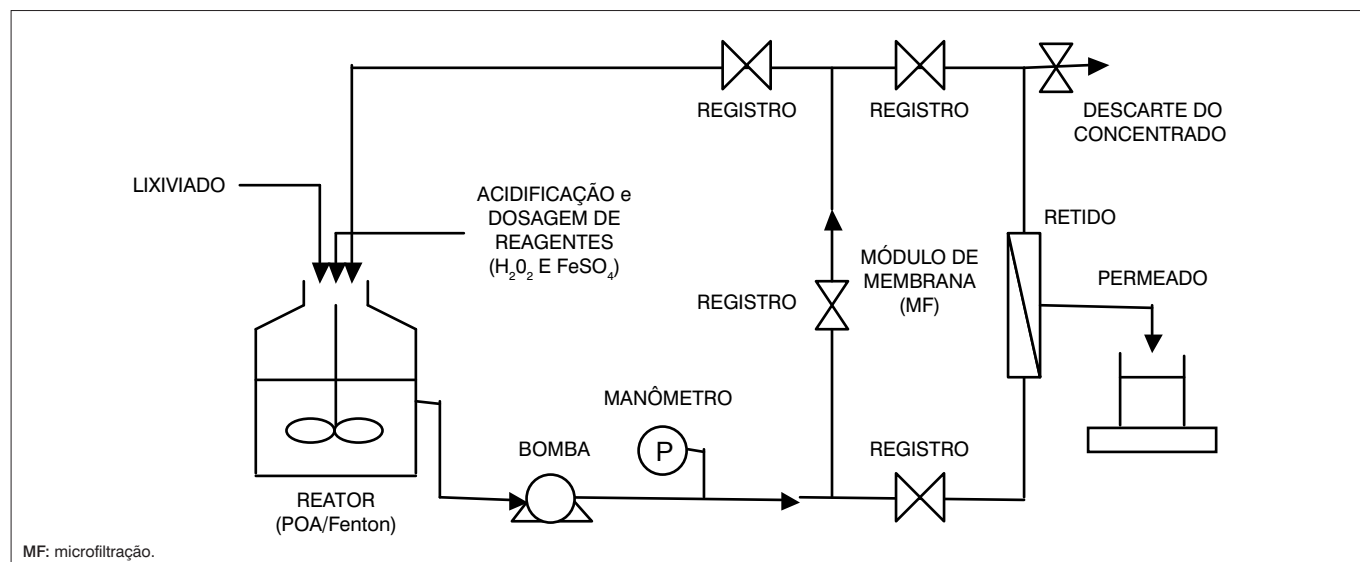 REGISTRO
REGISTRO
DESCARTE DO
CONCENTRADO
LIXIVIADO
ACIDIFICAÇÃO e
DOSAGEM DE
REAGENTES
(H₂0₂ E FeSO₄)
RETIDO
MÓDULO DE
MEMBRANA
(MF)
PERMEADO
REGISTRO
MANÔMETRO
P
BOMBA
REGISTRO
REATOR
(POA/Fenton)
MF: microfiltração.